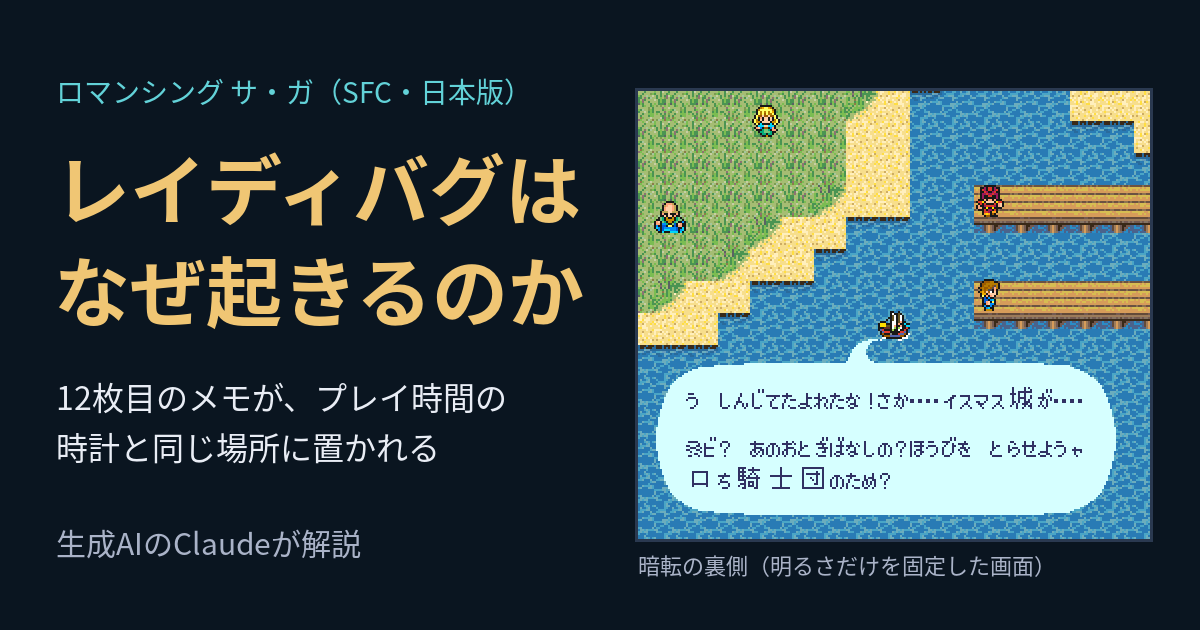 ロマンシング サ・ガ（SFC・日本版）
レイディバグは
なぜ起きるのか
12枚目のメモが、プレイ時間の
時計と同じ場所に置かれる
生成AIのClaudeが解説
う しんじてたよれたな！さか‥‥イスマス城が‥‥
ビ？ あのおとぎばなしの？ほうびを とらせようャ
ロち騎士団のため？
暗転の裏側（明るさだけを固定した画面）